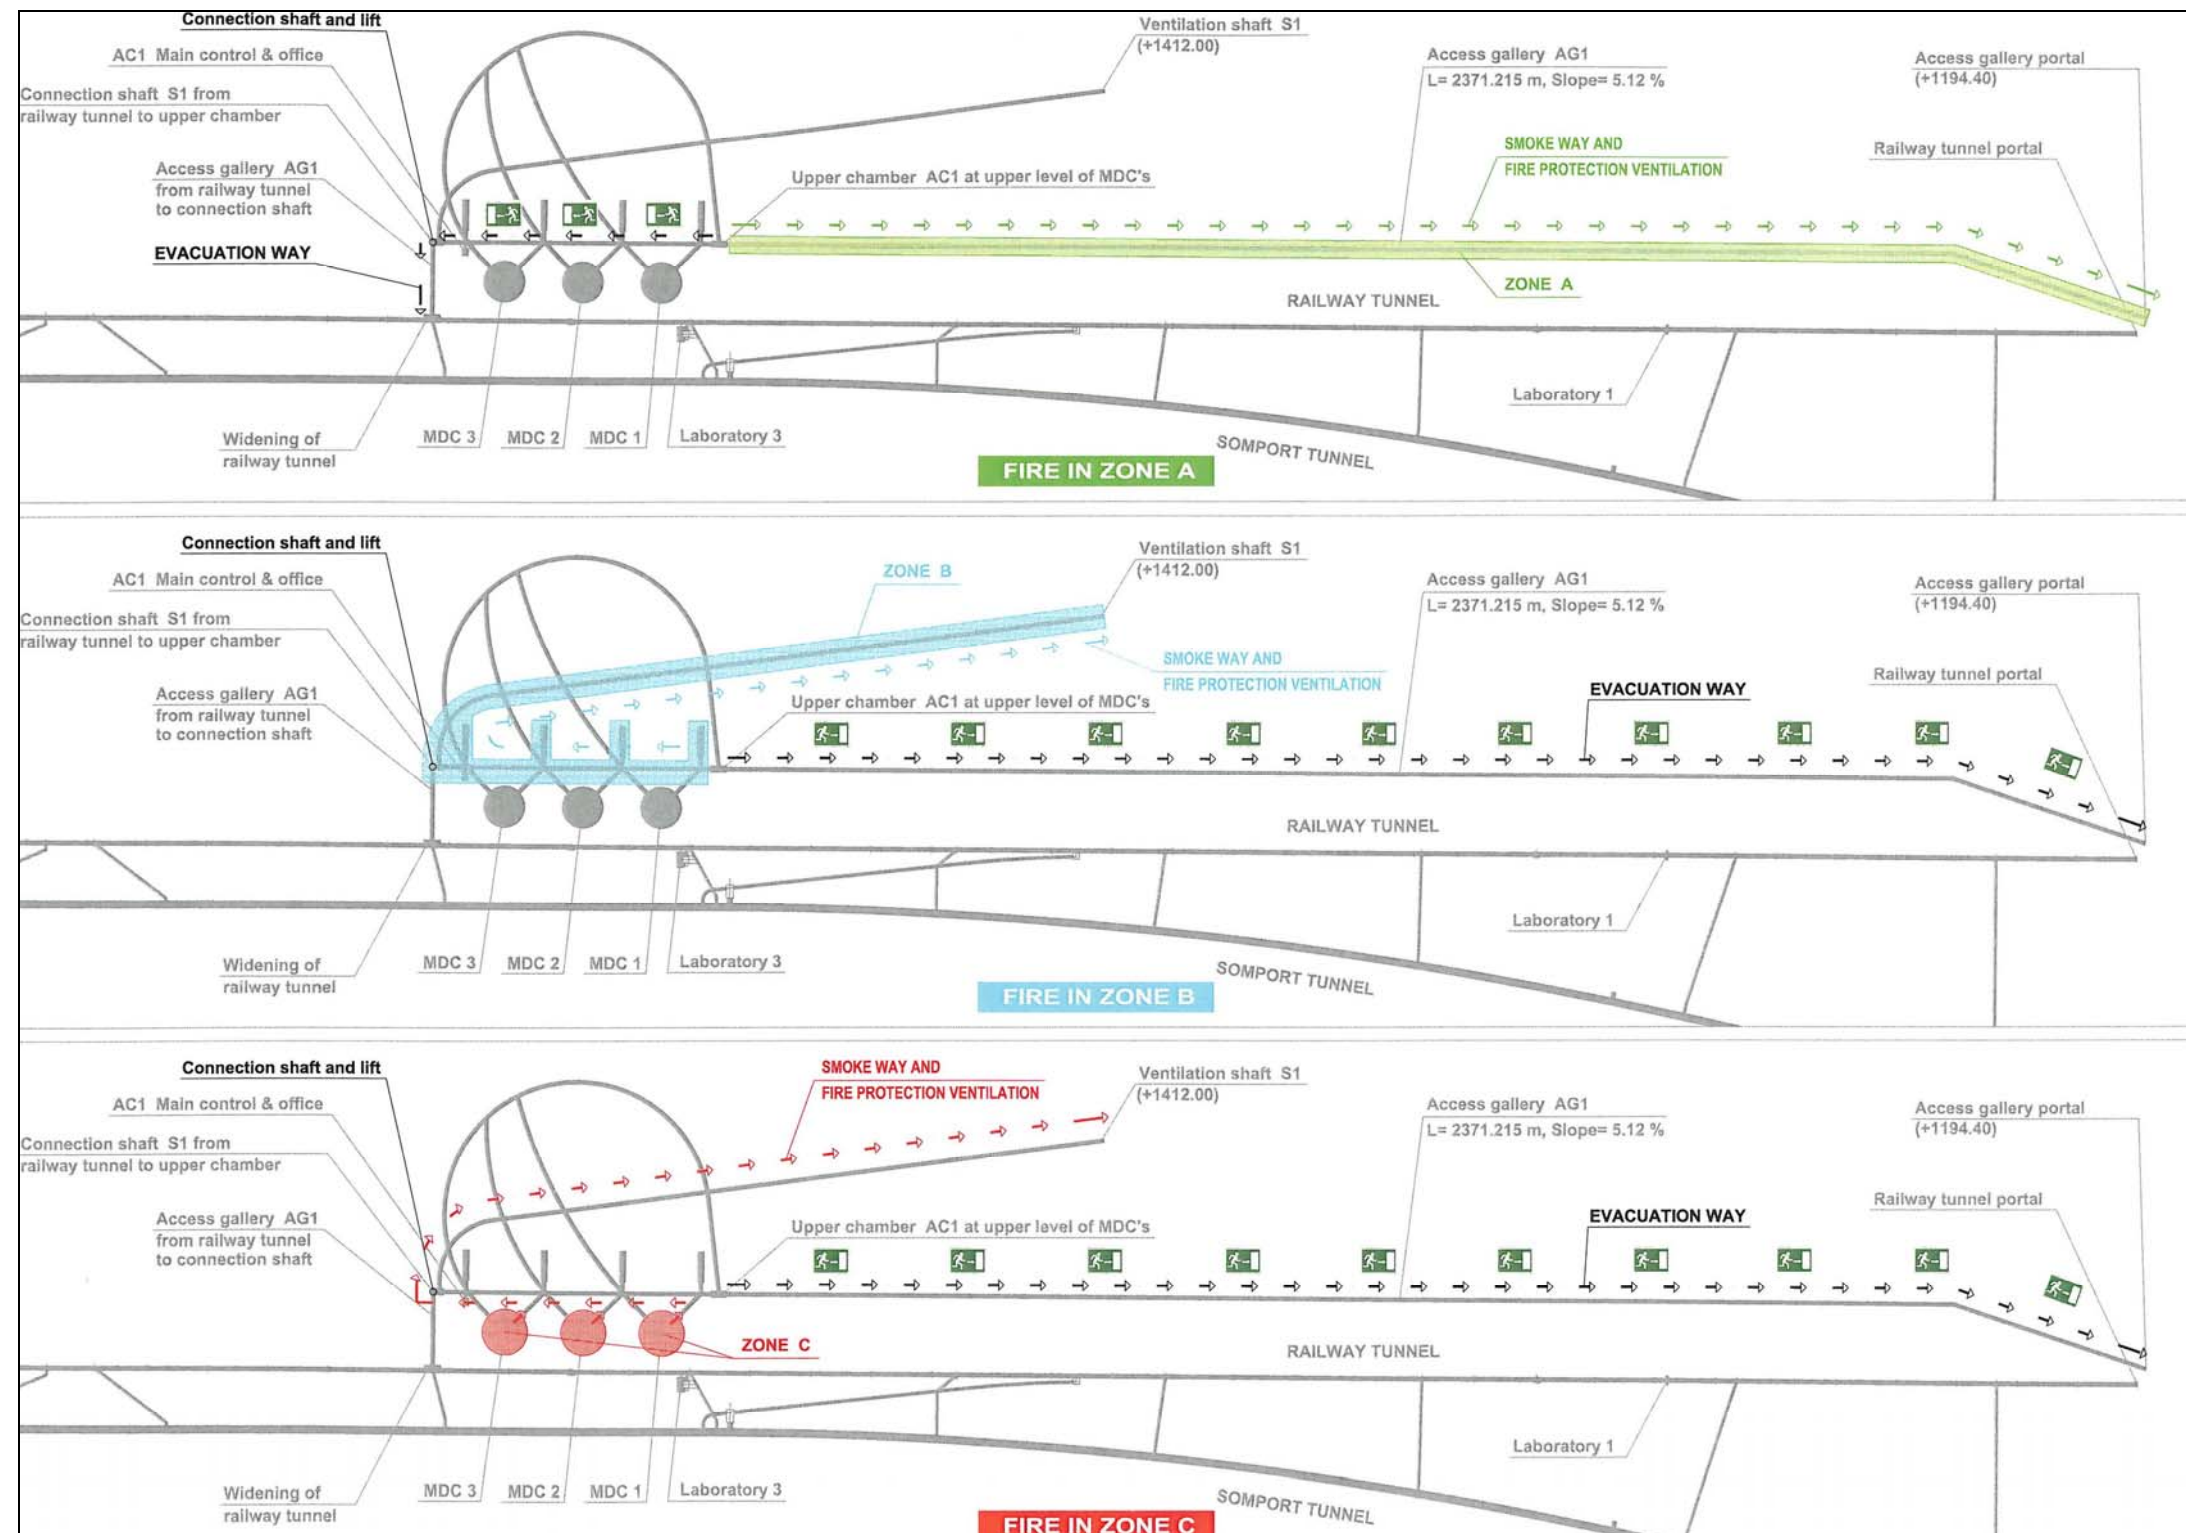 Connection shaft and lift
AC1 Main control & office
Connection shaft S1 from
railway tunnel to upper chamber
Access gallery AG1
from railway tunnel
to connection shaft
EVACUATION WAY
Ventilation shaft S1
(+1412.00)
Access gallery AG1
L= 2371.215 m, Slope= 5.12 %
Access gallery portal
(+1194.40)
SMOKE WAY AND
FIRE PROTECTION VENTILATION
Railway tunnel portal
Upper chamber AC1 at upper level of MDC's
ZONE A
RAILWAY TUNNEL
Laboratory 1
Widening of
railway tunnel
MDC 3
MDC 2
MDC 1
Laboratory 3
SOMPORT TUNNEL
FIRE IN ZONE A
Connection shaft and lift
AC1 Main control & office
Connection shaft S1 from
railway tunnel to upper chamber
Access gallery AG1
from railway tunnel
to connection shaft
ZONE B
Ventilation shaft S1
(+1412.00)
Access gallery AG1
L= 2371.215 m, Slope= 5.12 %
Access gallery portal
(+1194.40)
SMOKE WAY AND
FIRE PROTECTION VENTILATION
Railway tunnel portal
EVACUATION WAY
Upper chamber AC1 at upper level of MDC's
RAILWAY TUNNEL
Laboratory 1
Widening of
railway tunnel
MDC 3
MDC 2
MDC 1
Laboratory 3
SOMPORT TUNNEL
FIRE IN ZONE B
Connection shaft and lift
AC1 Main control & office
Connection shaft S1 from
railway tunnel to upper chamber
Access gallery AG1
from railway tunnel
to connection shaft
SMOKE WAY AND
FIRE PROTECTION VENTILATION
Ventilation shaft S1
(+1412.00)
Access gallery AG1
L= 2371.215 m, Slope= 5.12 %
Access gallery portal
(+1194.40)
Railway tunnel portal
EVACUATION WAY
Upper chamber AC1 at upper level of MDC's
ZONE C
RAILWAY TUNNEL
Laboratory 1
Widening of
railway tunnel
MDC 3
MDC 2
MDC 1
Laboratory 3
SOMPORT TUNNEL
FIRE IN ZONE C